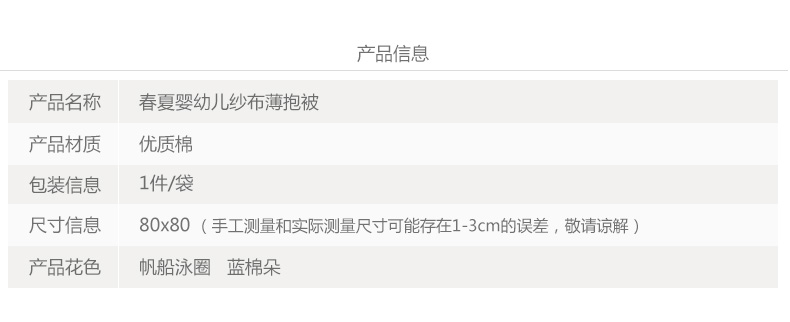 产品信息
产品名称 春夏婴幼儿纱布薄抱被
产品材质 优质棉
包装信息 1件/袋
尺寸信息 80x80（手工测量和实际测量尺寸可能存在1-3cm的误差，敬请谅解）
产品花色 帆船泳圈 蓝棉朵